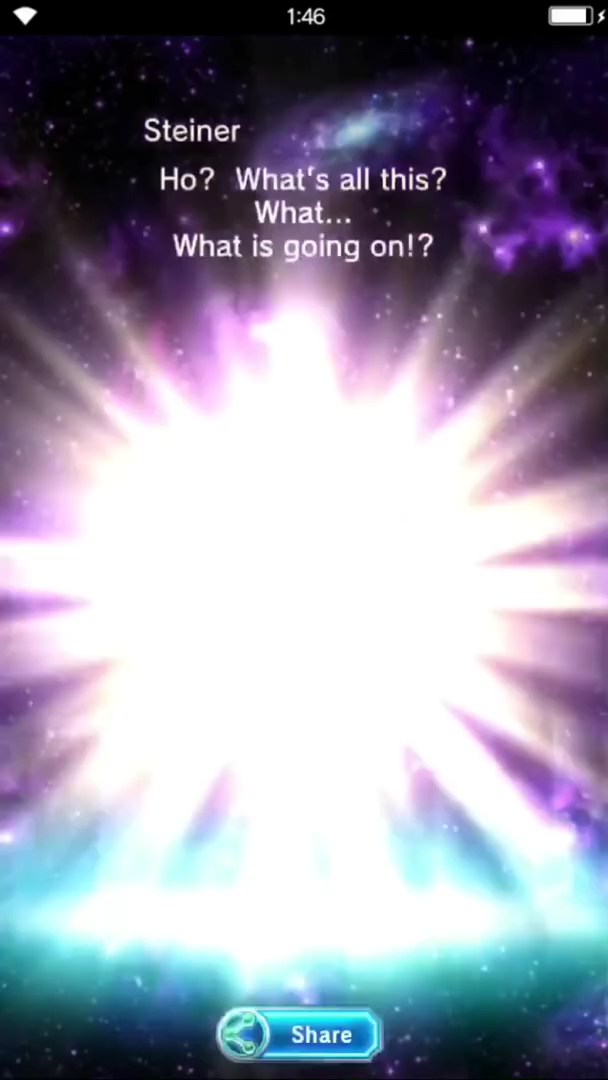 1:46
Steiner
Ho? What's all this?
What...
What is going on!?
Share